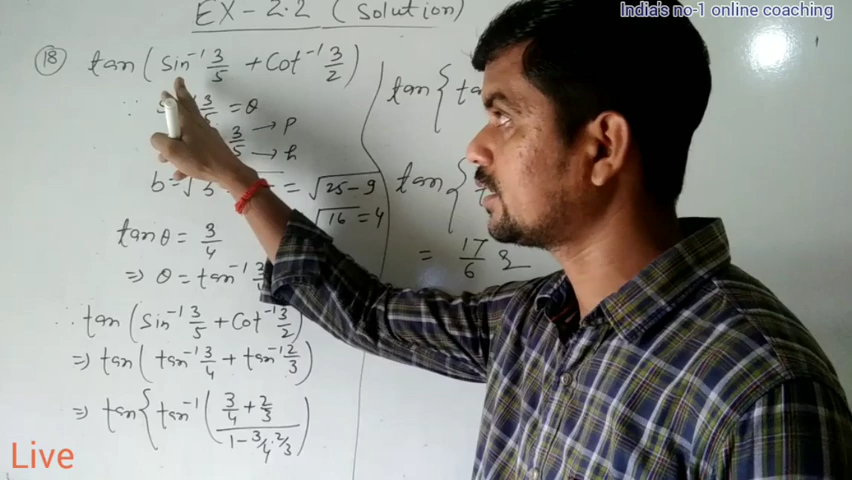 EX-2.2 (Solution)
India's no-1 online coaching
(18) tan(sin⁻¹ 3/5 + Cot⁻¹ 3/2)
∵ 3/5 = θ
3/5 → p
→ h
b = √ = √25-9
√16 = 4
tanθ = 3/4
⇒ θ = tan⁻¹ 3
∴ tan(Sin⁻¹ 3/5 + Cot⁻¹ 3/2)
⇒ tan(tan⁻¹ 3/4 + tan⁻¹ 2/3)
⇒ tan{tan⁻¹((3/4 + 2/3)/(1 - 3/4 · 2/3))
tan{
tan{
= 17/6
Live